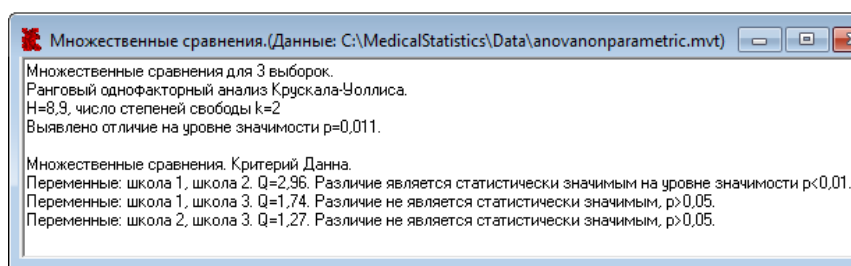 Множественные сравнения.(Данные: C:\MedicalStatistics\Data\anovanonparametric.mvt)
Множественные сравнения для 3 выборок.
Ранговый однофакторный анализ Крускала-Уоллиса.
H=8,9, число степеней свободы k=2
Выявлено отличие на уровне значимости p=0,011.
Множественные сравнения. Критерий Данна.
Переменные: школа 1, школа 2. Q=2,96. Различие является статистически значимым на уровне значимости p<0,01.
Переменные: школа 1, школа 3. Q=1,74. Различие не является статистически значимым, p>0,05.
Переменные: школа 2, школа 3. Q=1,27. Различие не является статистически значимым, p>0,05.